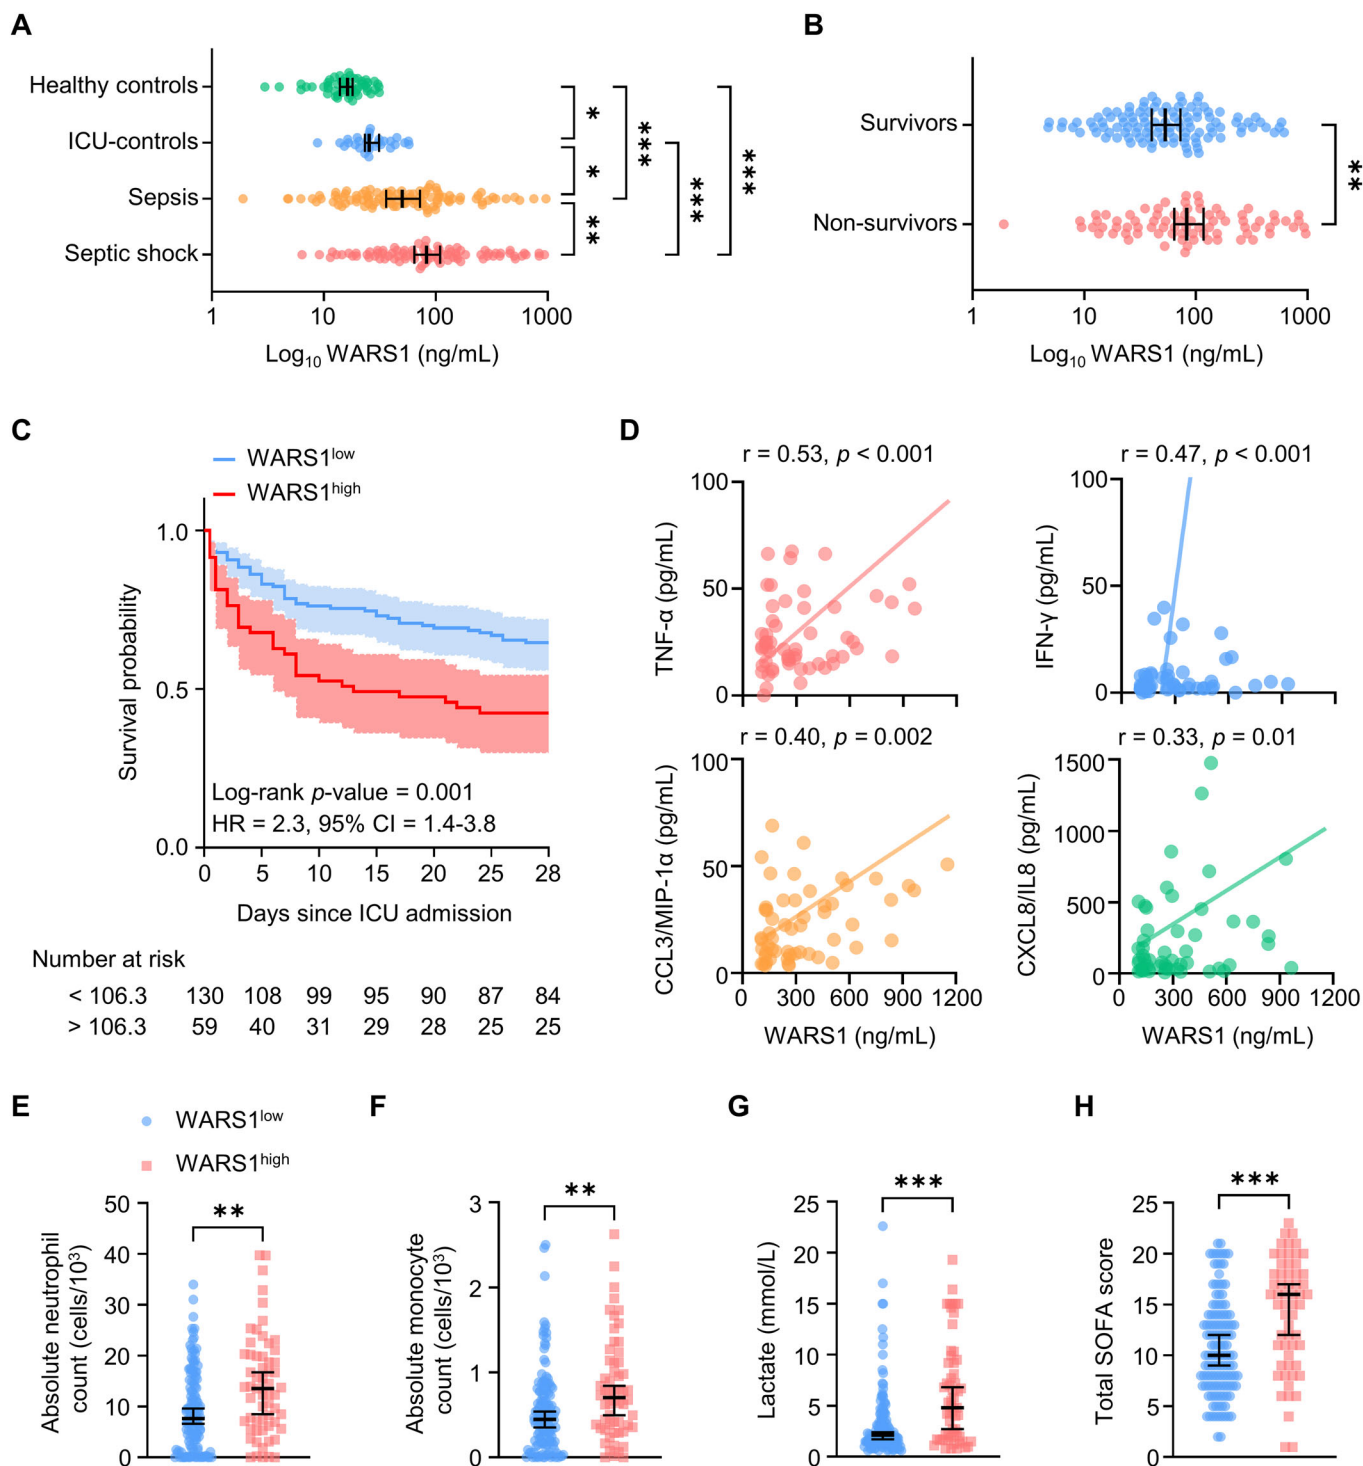 A
Healthy controls
ICU-controls
Sepsis
Septic shock
* * ** *** *** ***
1 10 100 1000
Log₁₀ WARS1 (ng/mL)
B
Survivors
Non-survivors
**
1 10 100 1000
Log₁₀ WARS1 (ng/mL)
C
WARS1ˡᵒʷ
WARS1ʰⁱᵍʰ
Survival probability
1.0
0.5
0.0
Log-rank p-value = 0.001
HR = 2.3, 95% CI = 1.4-3.8
0 5 10 15 20 25 28
Days since ICU admission
Number at risk
< 106.3 130 108 99 95 90 87 84
> 106.3 59 40 31 29 28 25 25
D
r = 0.53, p < 0.001
TNF-α (pg/mL)
100
50
0
r = 0.47, p < 0.001
IFN-γ (pg/mL)
100
50
0
r = 0.40, p = 0.002
CCL3/MIP-1α (pg/mL)
100
50
0
0 300 600 900 1200
WARS1 (ng/mL)
r = 0.33, p = 0.01
CXCL8/IL8 (pg/mL)
1500
1000
500
0
0 300 600 900 1200
WARS1 (ng/mL)
E
WARS1ˡᵒʷ
WARS1ʰⁱᵍʰ
Absolute neutrophil
count (cells/10³)
50
40
30
20
10
0
**
F
Absolute monocyte
count (cells/10³)
3
2
1
0
**
G
Lactate (mmol/L)
25
20
15
10
5
0
***
H
Total SOFA score
25
20
15
10
5
0
***